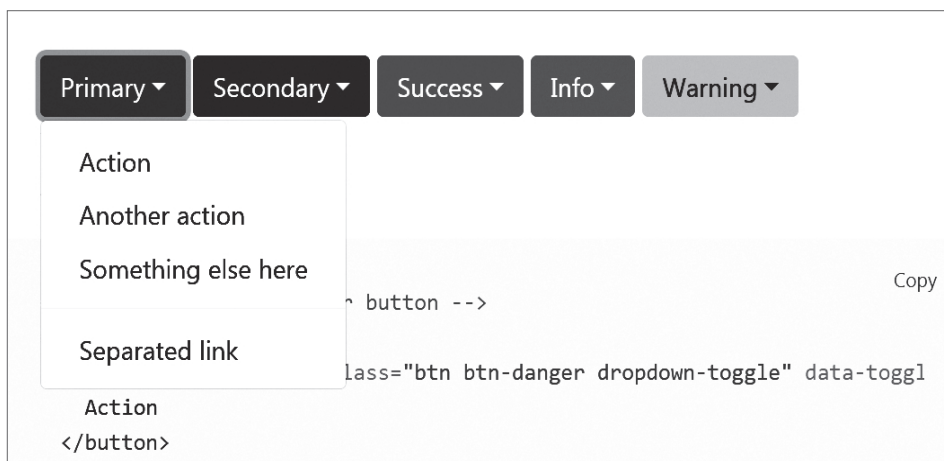 Primary Secondary Success Info Warning
Action
Another action
Something else here
Copy
button -->
Separated link
lass="btn btn-danger dropdown-toggle" data-toggl
Action
</button>